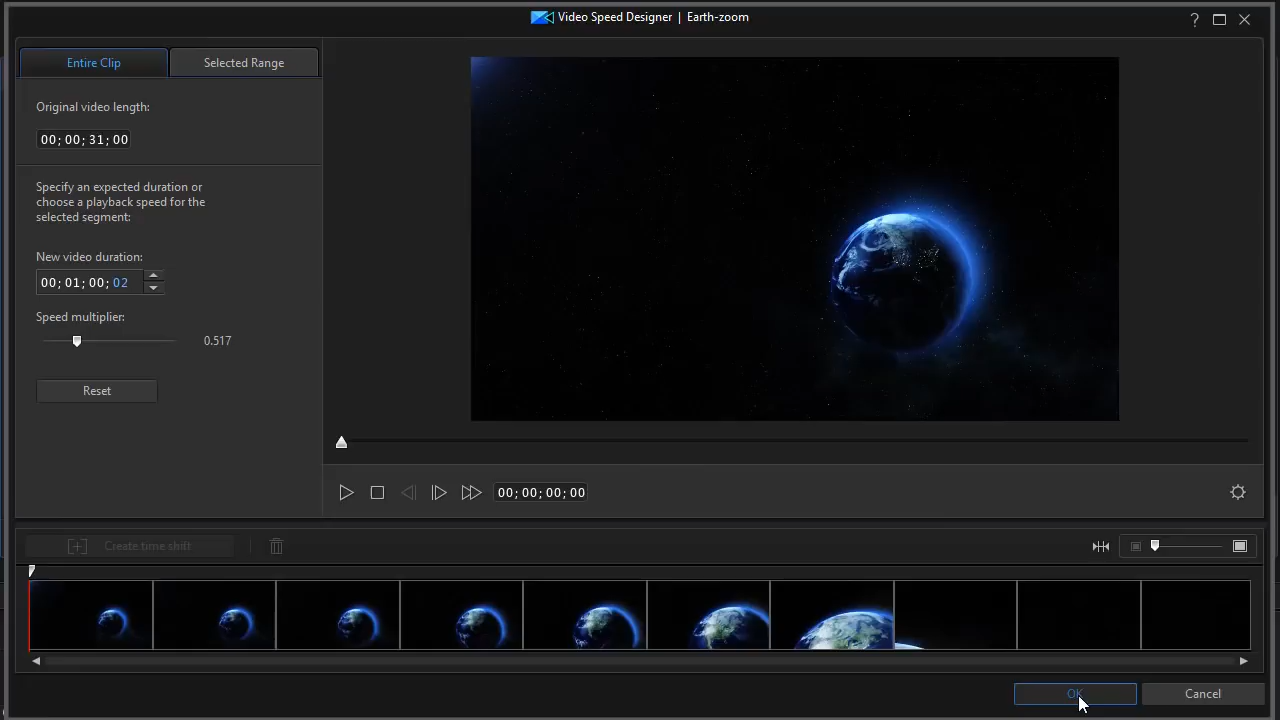 Video Speed Designer | Earth-zoom
?
Entire Clip
Selected Range
Original video length:
00;00;31;00
Specify an expected duration or
choose a playback speed for the
selected segment:
New video duration:
00;01;00;02
Speed multiplier:
0.517
Reset
00;00;00;00
Create time shift
OK
Cancel